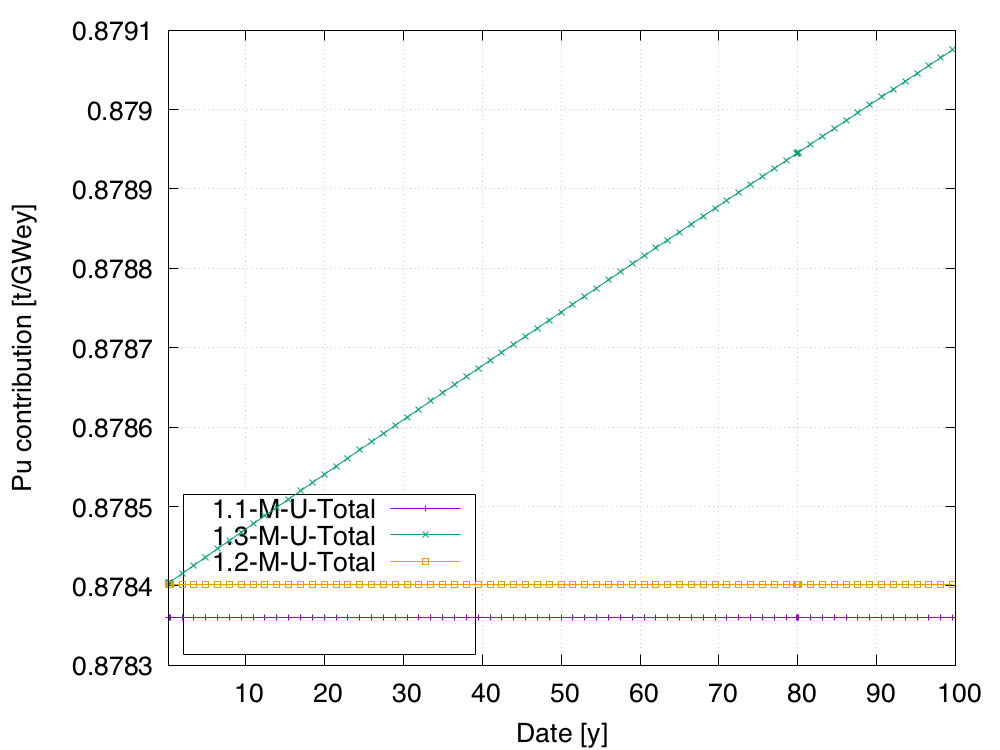 0.8791
0.879
0.8789
0.8788
0.8787
0.8786
0.8785
0.8784
0.8783
Pu contribution [t/GWey]
1.1-M-U-Total
1.3-M-U-Total
1.2-M-U-Total
10 20 30 40 50 60 70 80 90 100
Date [y]